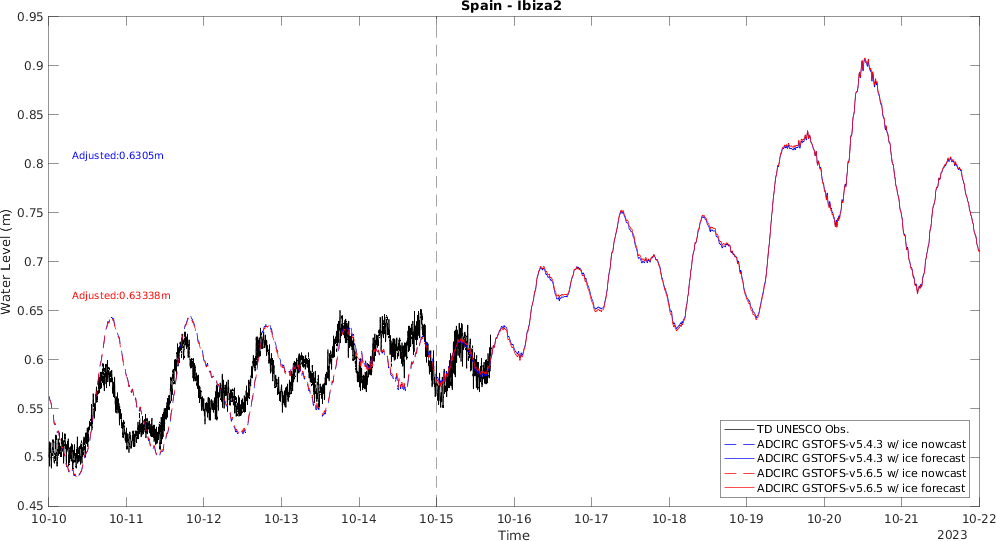 Spain - Ibiza2
0.95
0.9
0.85
0.8
0.75
0.7
0.65
0.6
0.55
0.5
0.45
Water Level (m)
Adjusted:0.6305m
Adjusted:0.63338m
TD UNESCO Obs.
ADCIRC GSTOFS-v5.4.3 w/ ice nowcast
ADCIRC GSTOFS-v5.4.3 w/ ice forecast
ADCIRC GSTOFS-v5.6.5 w/ ice nowcast
ADCIRC GSTOFS-v5.6.5 w/ ice forecast
10-10 10-11 10-12 10-13 10-14 10-15 10-16 10-17 10-18 10-19 10-20 10-21 10-22
Time
2023